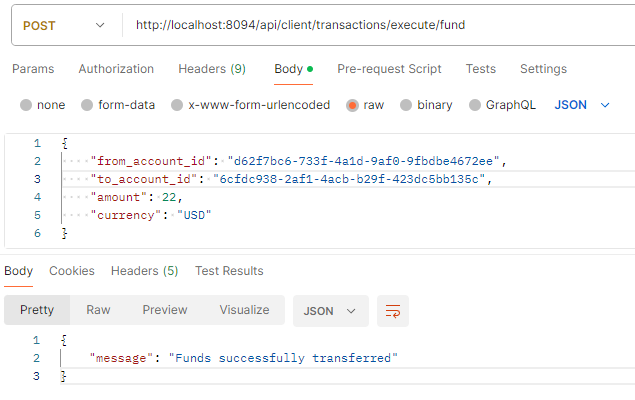 POST http://localhost:8094/api/client/transactions/execute/fund
Params Authorization Headers (9) Body Pre-request Script Tests Settings
none form-data x-www-form-urlencoded raw binary GraphQL JSON
1 {
2 "from_account_id": "d62f7bc6-733f-4a1d-9af0-9fbdbe4672ee",
3 "to_account_id": "6cfdc938-2af1-4acb-b29f-423dc5bb135c",
4 "amount": 22,
5 "currency": "USD"
6 }
Body Cookies Headers (5) Test Results
Pretty Raw Preview Visualize JSON
1 {
2 "message": "Funds successfully transferred"
3 }